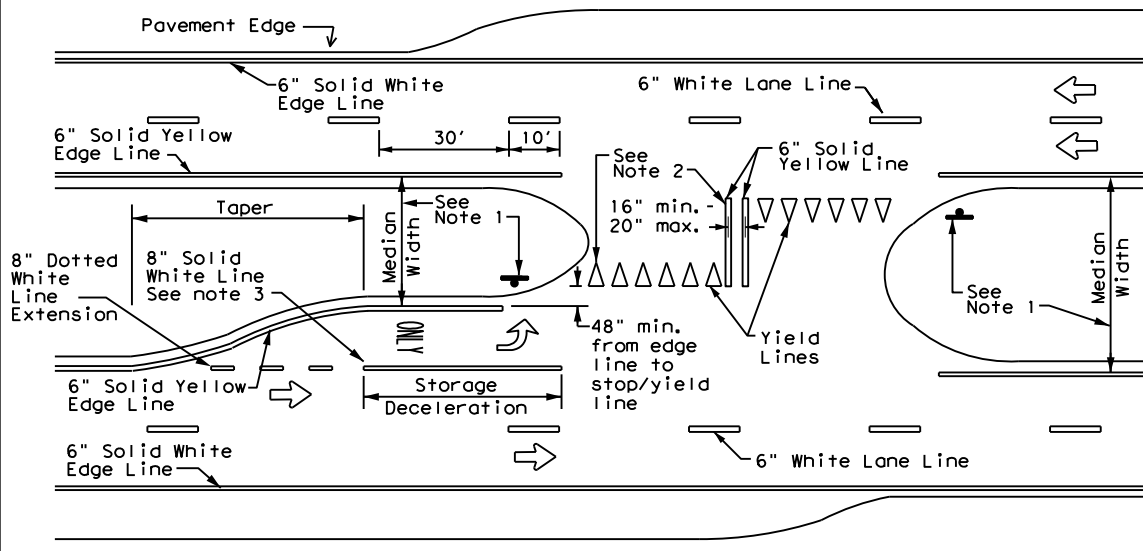 Pavement Edge
6" Solid White
Edge Line
6" White Lane Line
6" Solid Yellow
Edge Line
30'
10'
See
Note 2
6" Solid
Yellow Line
Taper
See
Note 1
16" min.
20" max.
Median
Width
8" Dotted
White
Line
Extension
8" Solid
White Line
See note 3
ONLY
48" min.
from edge
line to
stop/yield
line
Yield
Lines
See
Note 1
Median
Width
6" Solid Yellow
Edge Line
Storage
Deceleration
6" Solid White
Edge Line
6" White Lane Line